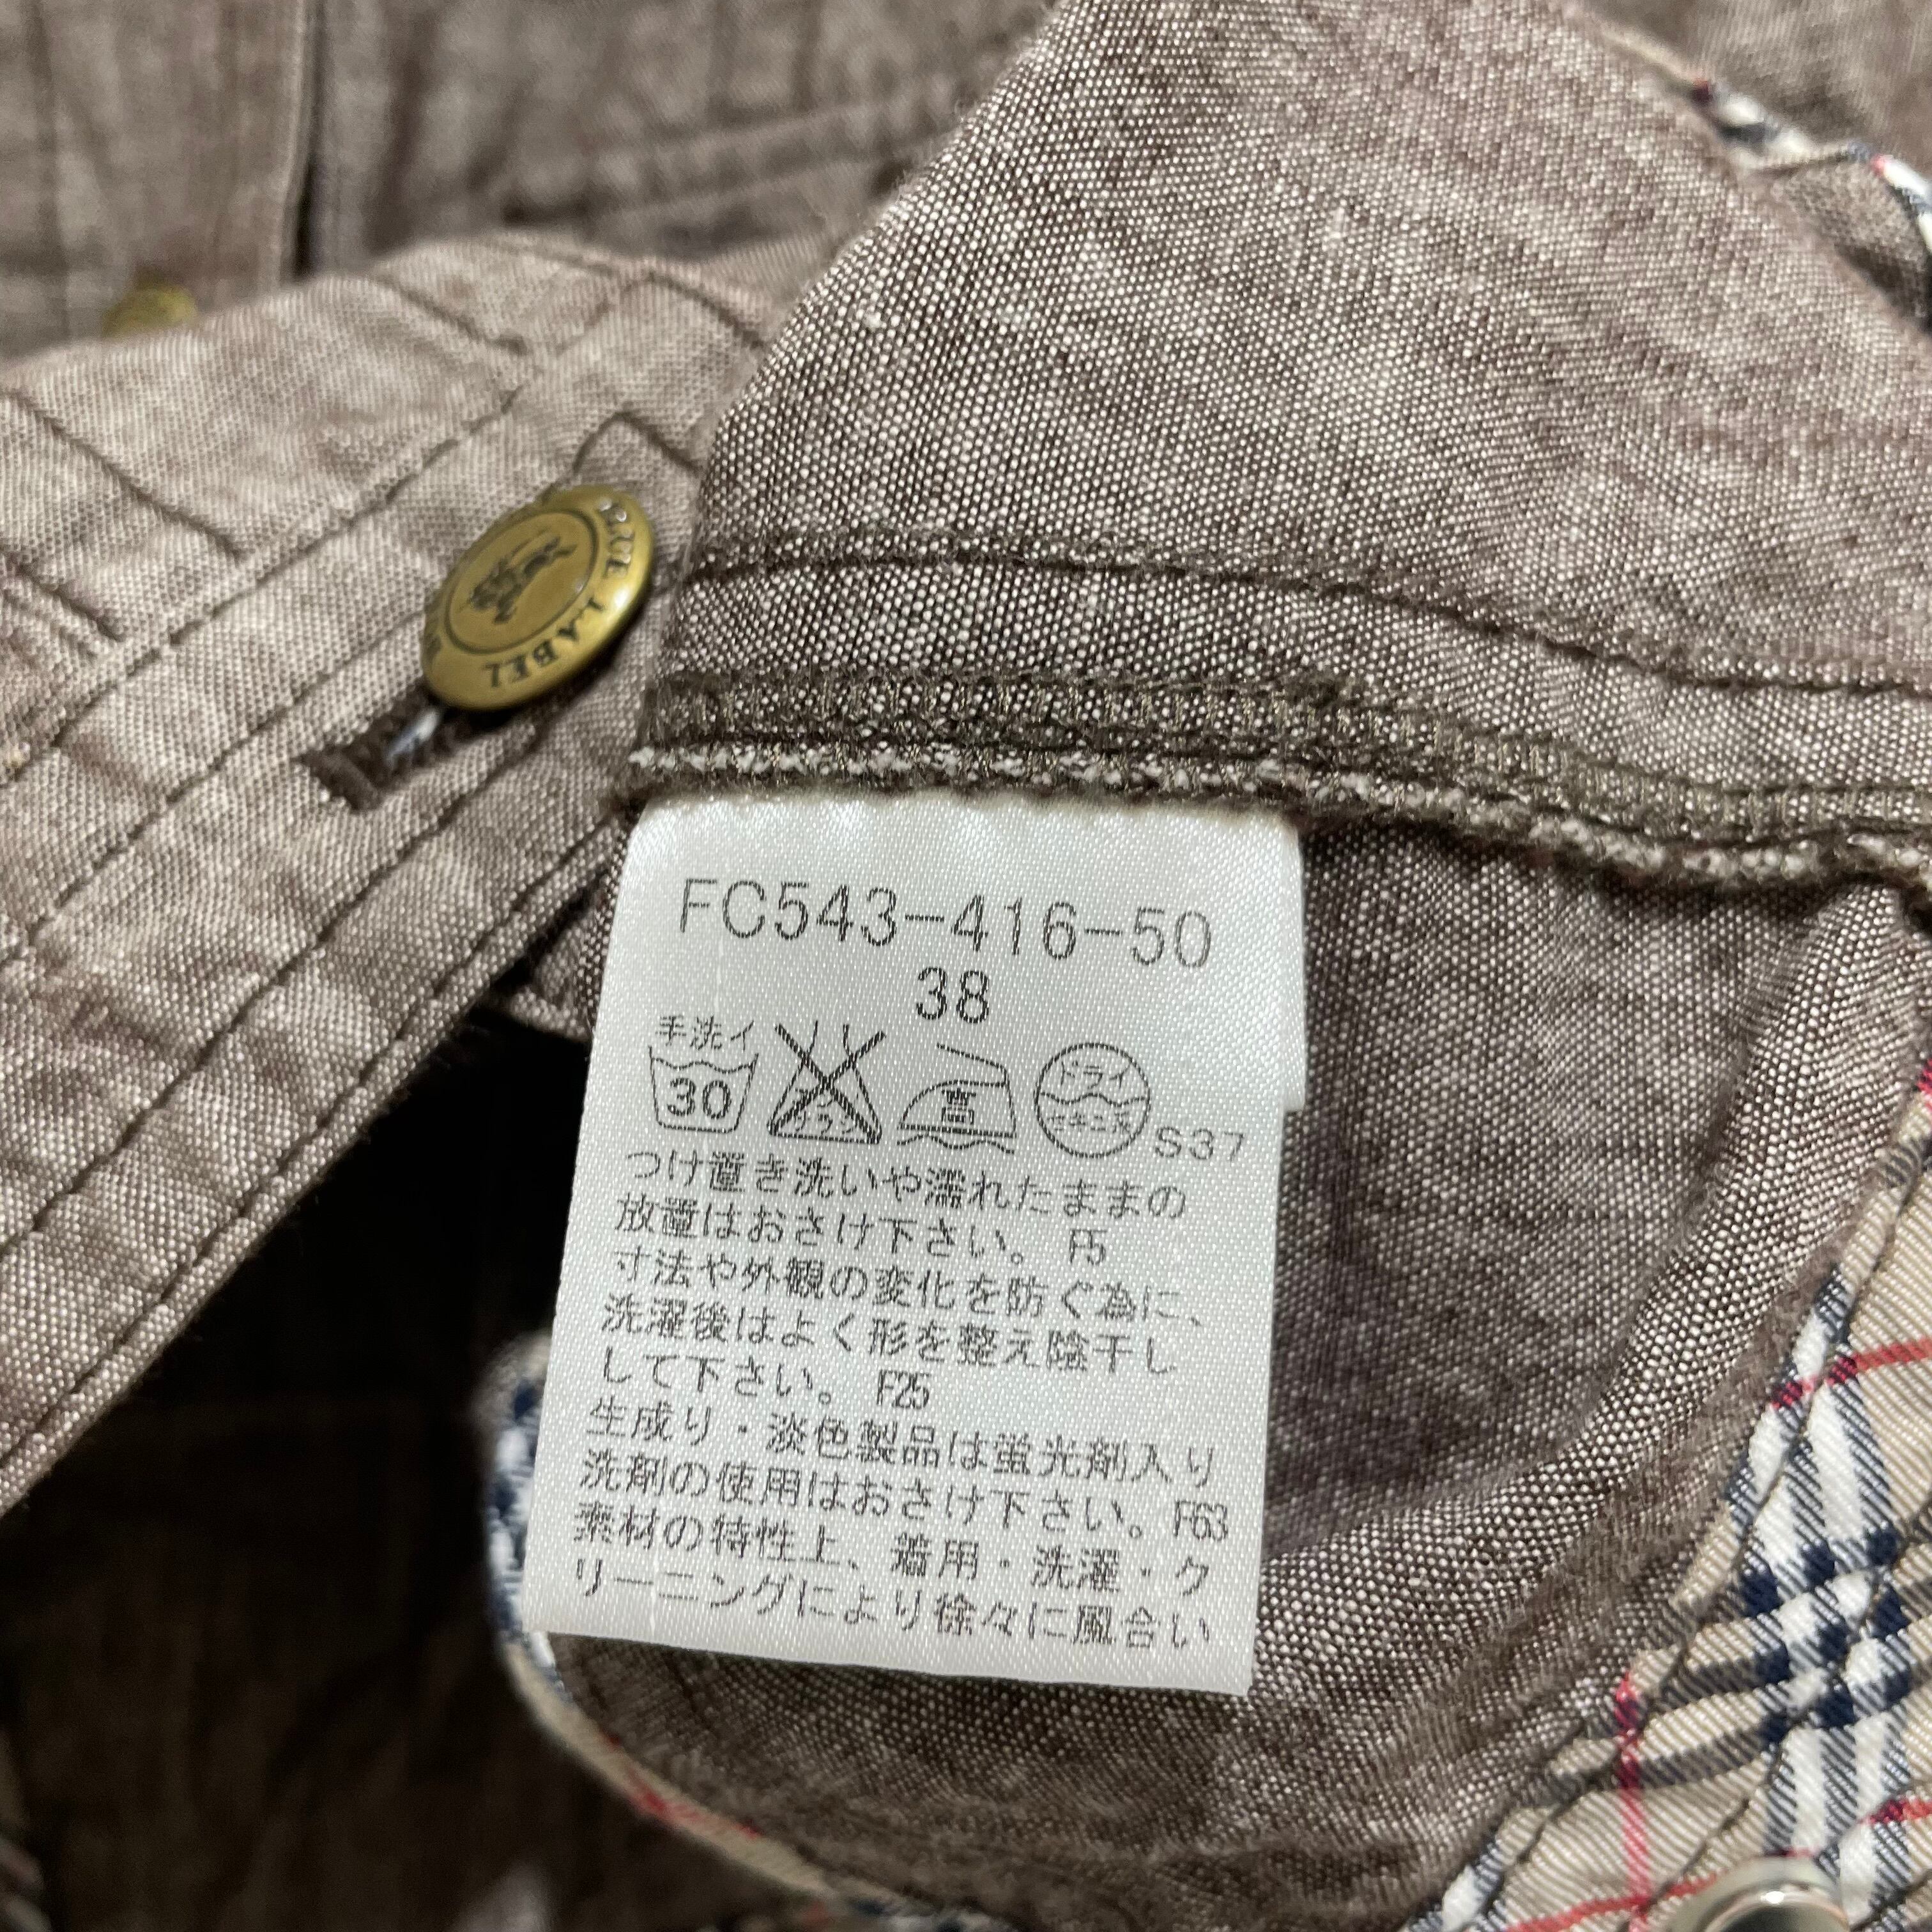 LABEL
FC543-416-50
38
手洗イ
30 高 ドライ
S37
つけ置き洗いや濡れたままの
放置はおさけ下さい。 F5
寸法や外観の変化を防ぐ為に、
洗濯後はよく形を整え陰干し
して下さい。 F25
生成り・淡色製品は蛍光剤入り
洗剤の使用はおさけ下さい。F63
素材の特性上、着用・洗濯・ク
リーニングにより徐々に風合い